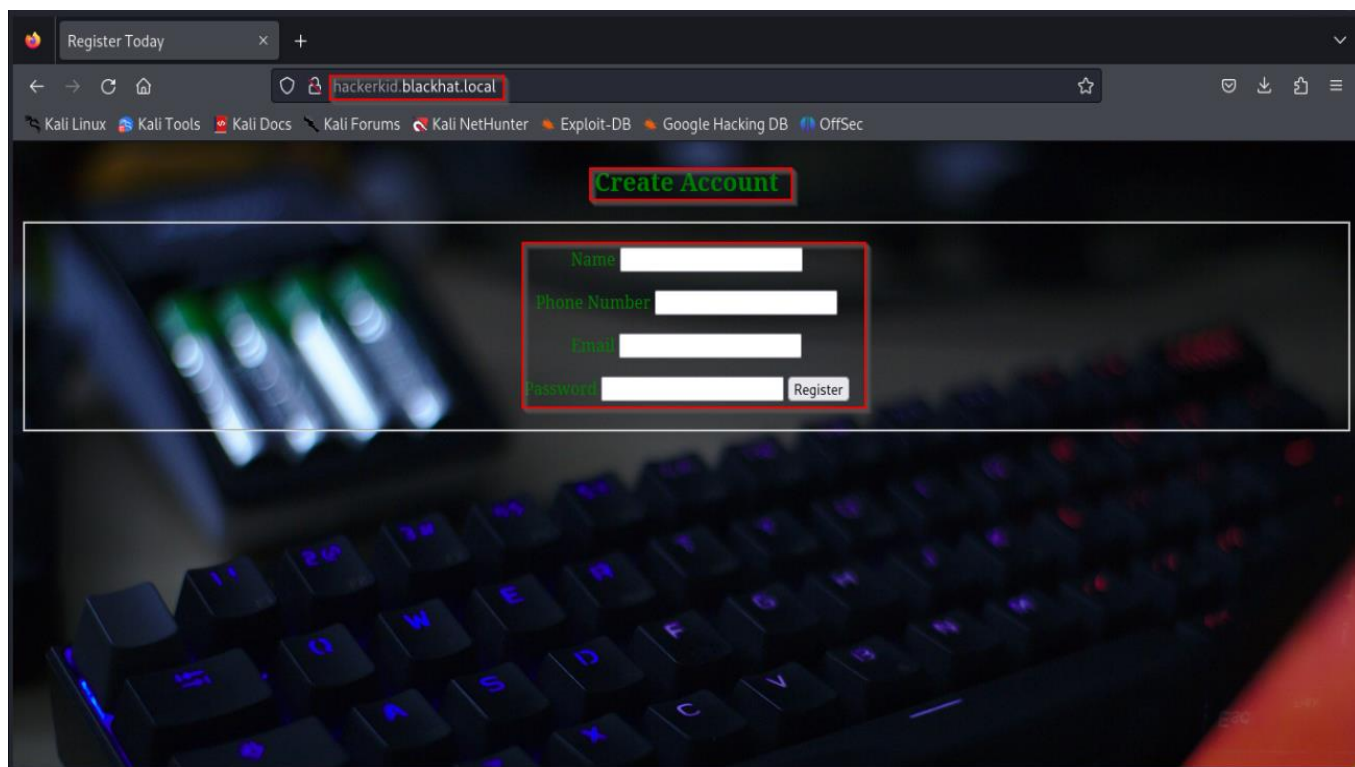 Register Today
hackerkid.blackhat.local
Kali Linux Kali Tools Kali Docs Kali Forums Kali NetHunter Exploit-DB Google Hacking DB OffSec
Create Account
Name
Phone Number
Email
Password Register
W E R
A S D F G H
X C V B N M